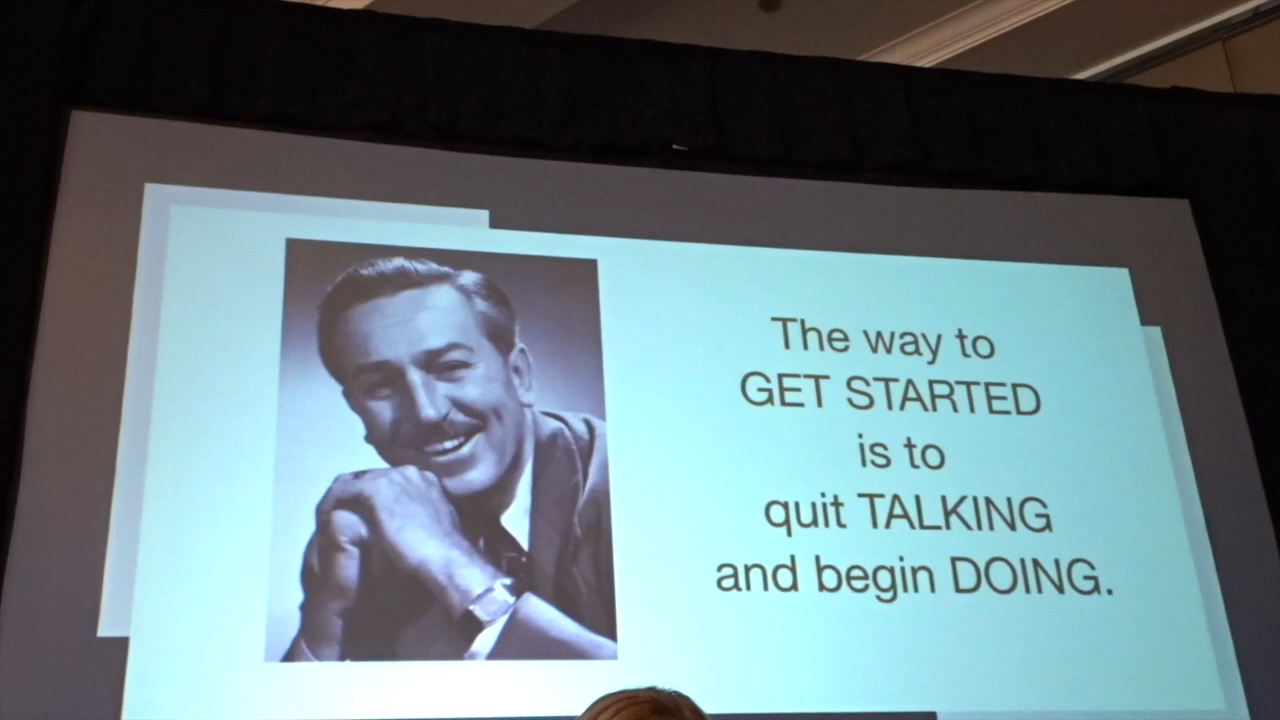 The way to
GET STARTED
is to
quit TALKING
and begin DOING.